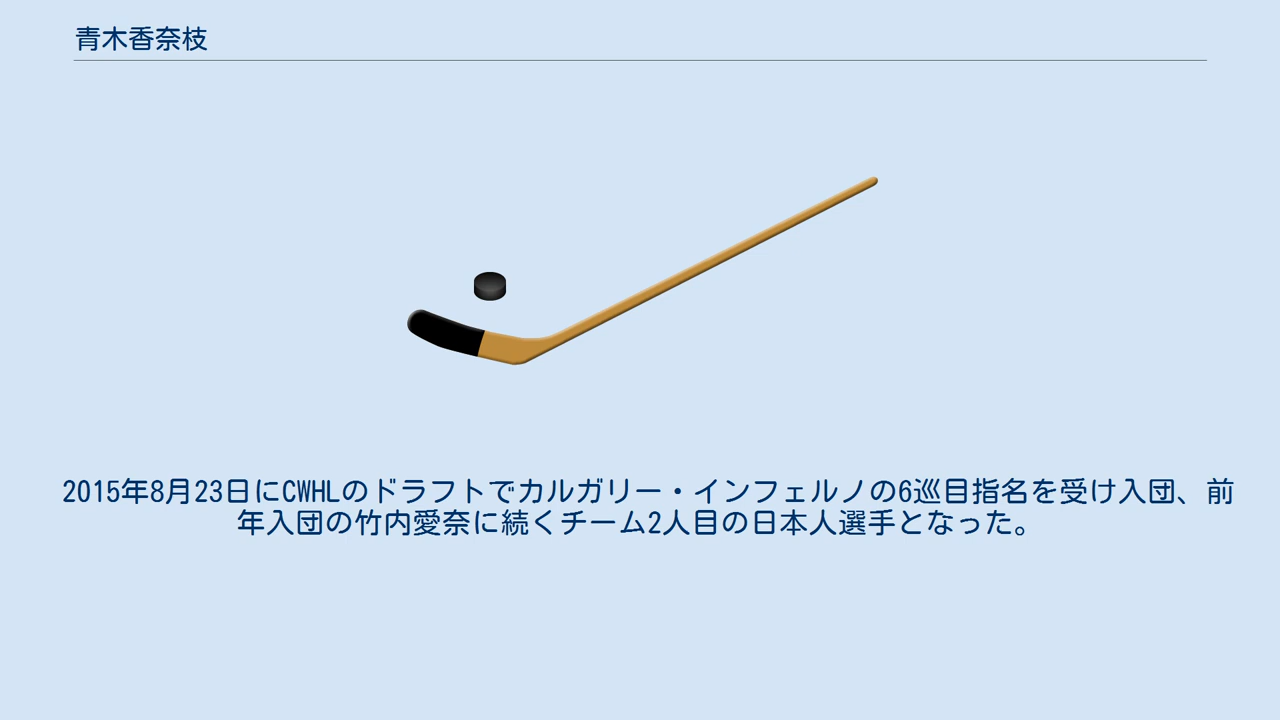 青木香奈枝
2015年8月23日にCWHLのドラフトでカルガリー・インフェルノの6巡目指名を受け入団、前
年入団の竹内愛奈に続くチーム2人目の日本人選手となった。